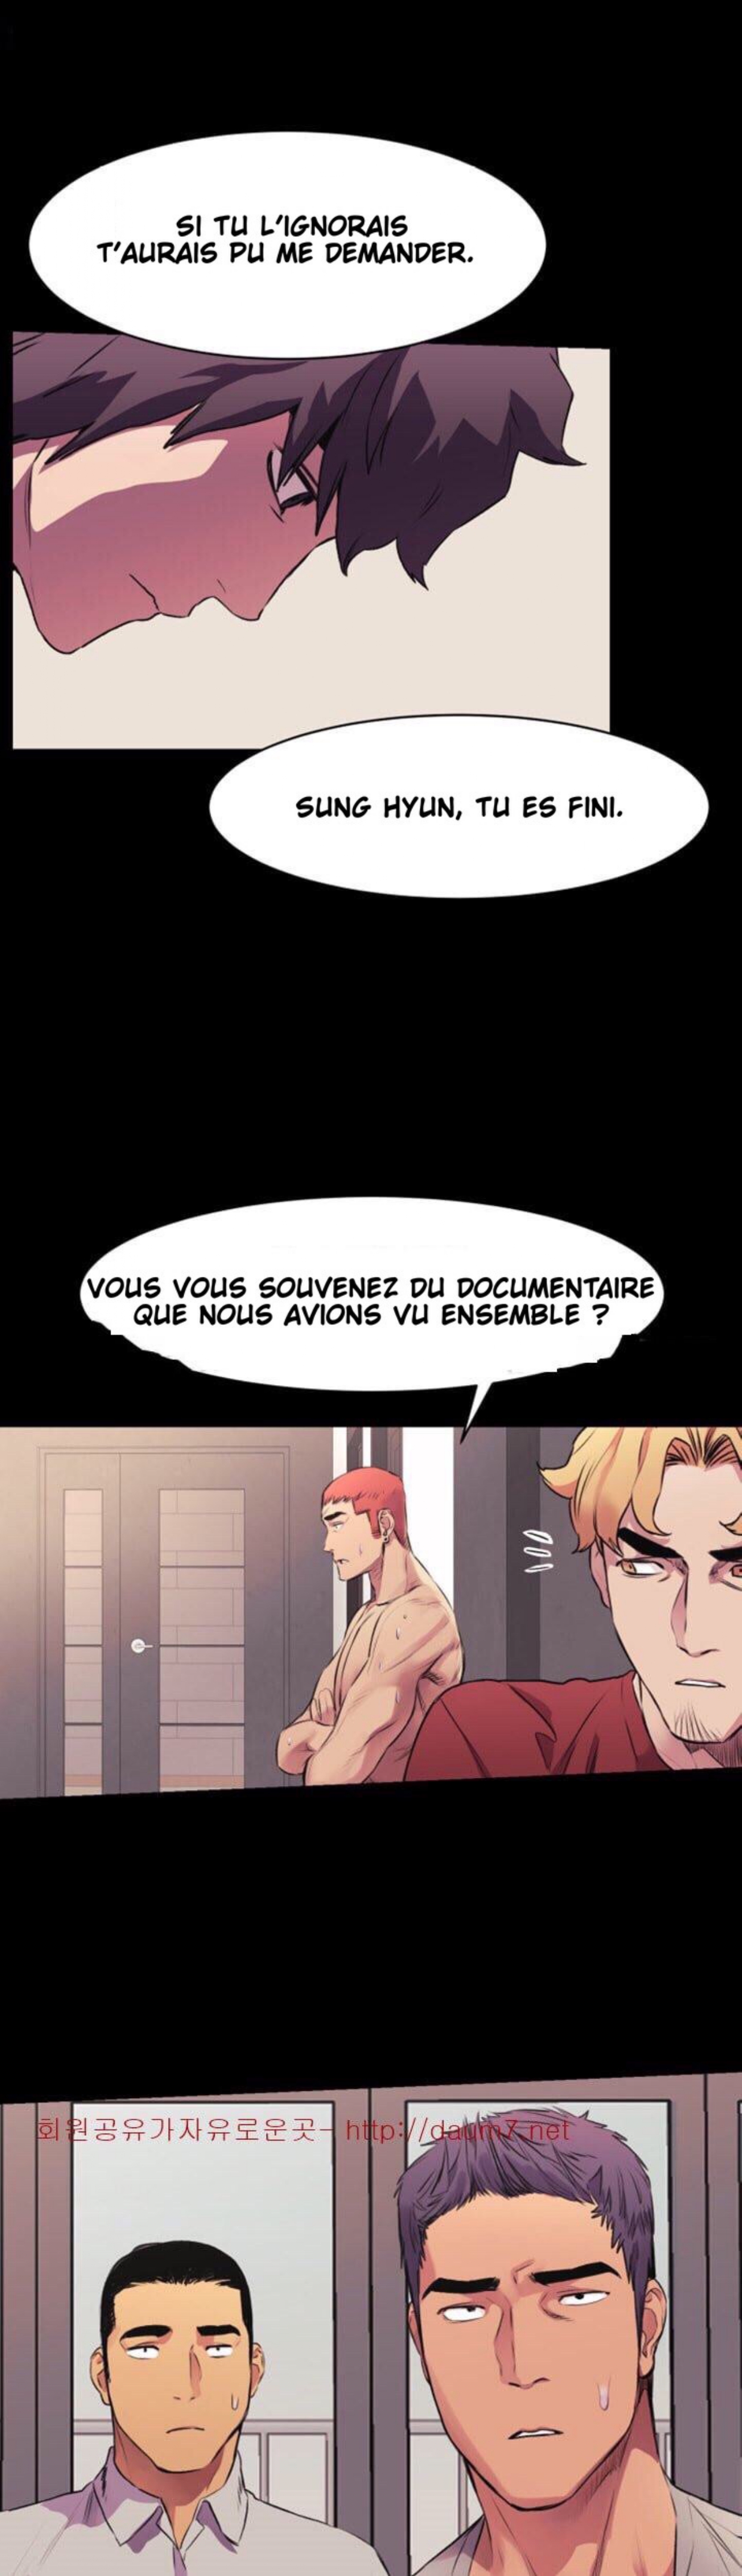 SI TU L'IGNORAIS
T'AURAIS PU ME DEMANDER.
SUNG HYUN, TU ES FINI.
VOUS VOUS SOUVENEZ DU DOCUMENTAIRE
QUE NOUS AVIONS VU ENSEMBLE ?
회원공유가자유로운곳- http://daum7.net